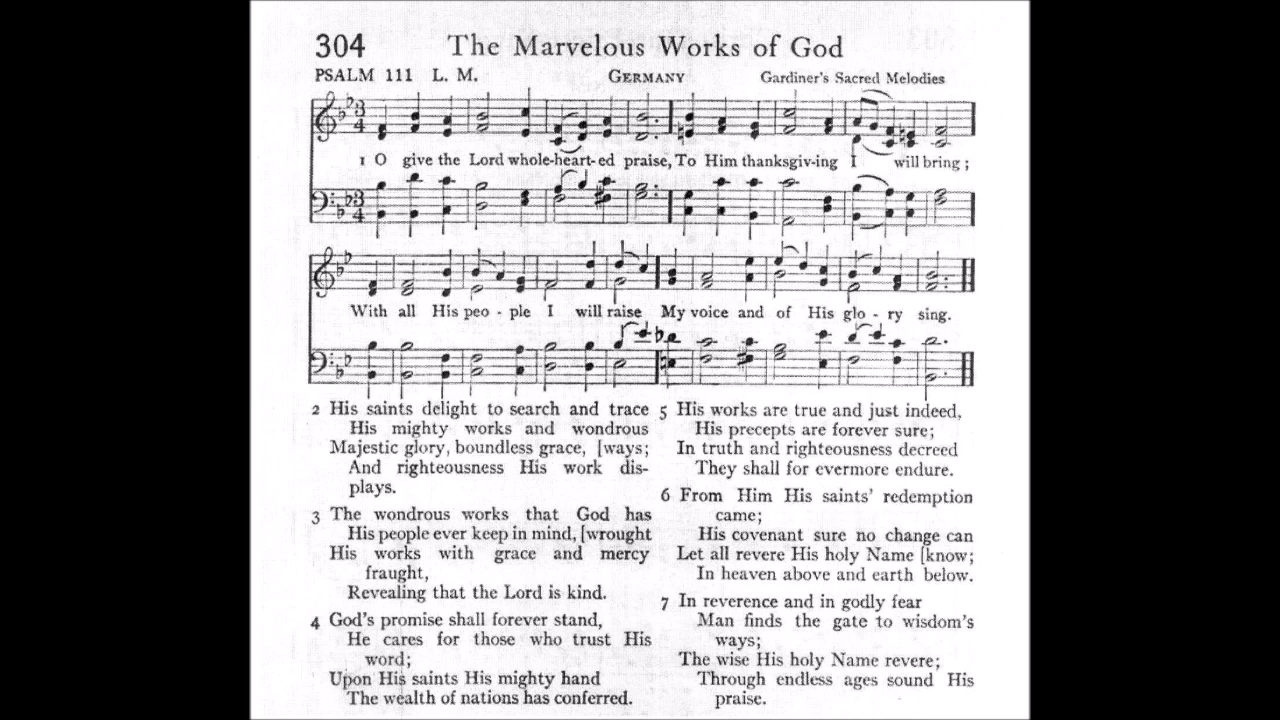 304 The Marvelous Works of God
PSALM 111 L. M. GERMANY Gardiner's Sacred Melodies
1 O give the Lord whole-heart-ed praise, To Him thanksgiv-ing I will bring;
With all His peo - ple I will raise My voice and of His glo - ry sing.
2 His saints delight to search and trace
His mighty works and wondrous
Majestic glory, boundless grace, [ways;
And righteousness His work dis-
plays.
3 The wondrous works that God has
His people ever keep in mind, [wrought
His works with grace and mercy
fraught,
Revealing that the Lord is kind.
4 God's promise shall forever stand,
He cares for those who trust His
word;
Upon His saints His mighty hand
The wealth of nations has conferred.
5 His works are true and just indeed,
His precepts are forever sure;
In truth and righteousness decreed
They shall for evermore endure.
6 From Him His saints' redemption
came;
His covenant sure no change can
Let all revere His holy Name [know;
In heaven above and earth below.
7 In reverence and in godly fear
Man finds the gate to wisdom's
ways;
The wise His holy Name revere;
Through endless ages sound His
praise.